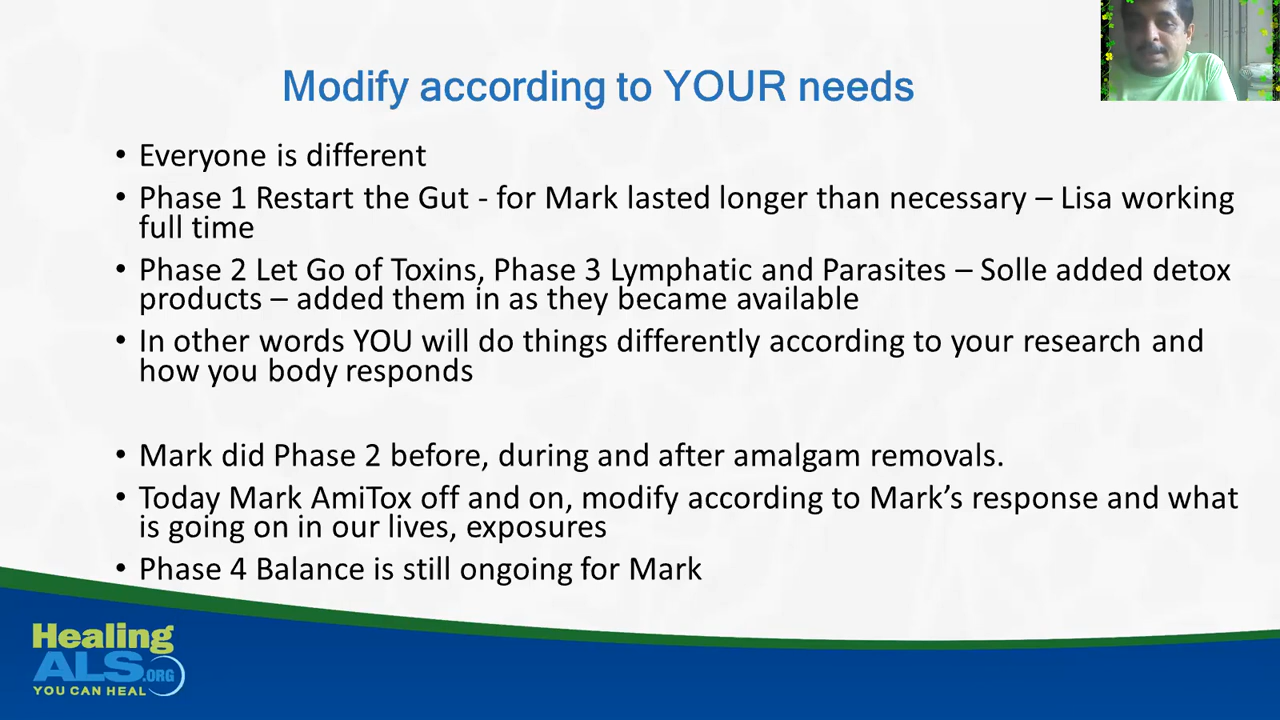 Modify according to YOUR needs
• Everyone is different
• Phase 1 Restart the Gut - for Mark lasted longer than necessary – Lisa working
full time
• Phase 2 Let Go of Toxins, Phase 3 Lymphatic and Parasites – Solle added detox
products – added them in as they became available
• In other words YOU will do things differently according to your research and
how you body responds
• Mark did Phase 2 before, during and after amalgam removals.
• Today Mark AmiTox off and on, modify according to Mark’s response and what
is going on in our lives, exposures
• Phase 4 Balance is still ongoing for Mark
Healing
ALS.ORG
YOU CAN HEAL